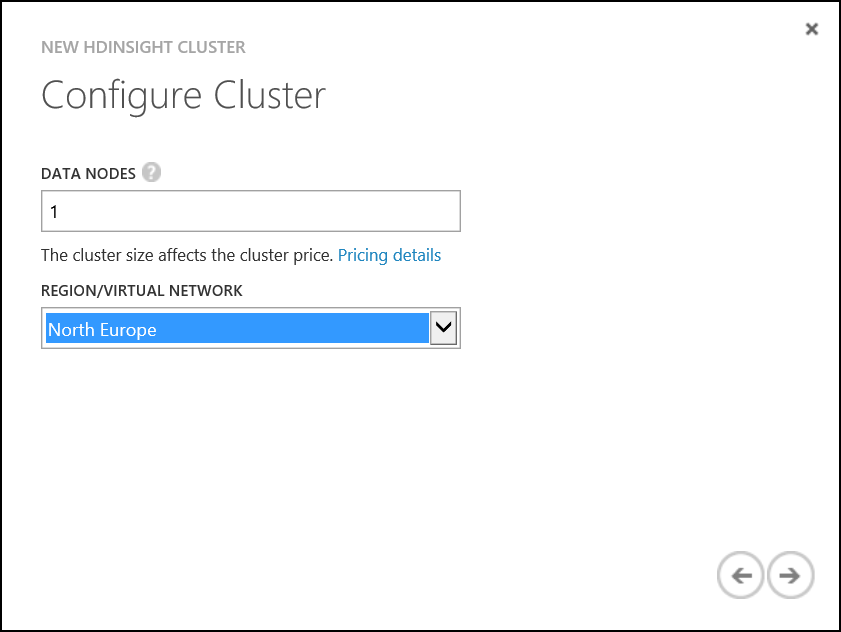 NEW HDINSIGHT CLUSTER
Configure Cluster
DATA NODES ?
1
The cluster size affects the cluster price. Pricing details
REGION/VIRTUAL NETWORK
North Europe